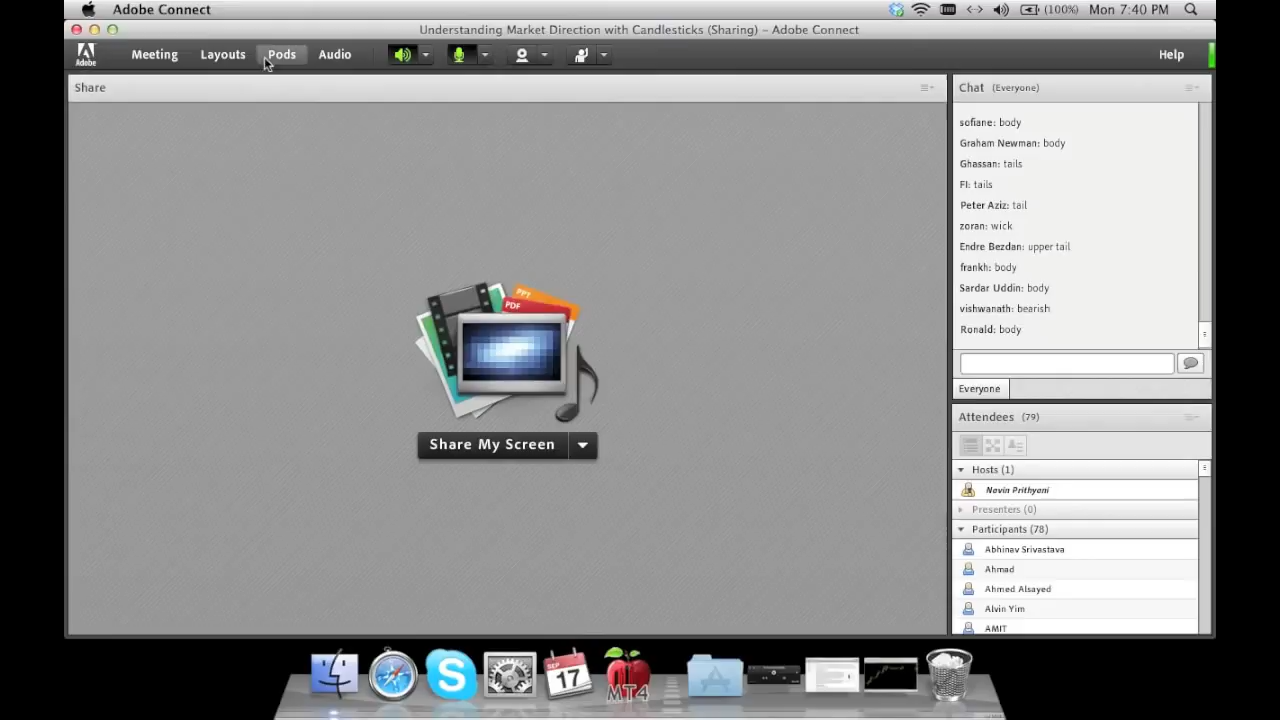 Adobe Connect
(100%) Mon 7:40 PM
Understanding Market Direction with Candlesticks (Sharing) – Adobe Connect
Adobe
Meeting Layouts Pods Audio Help
Share
Chat (Everyone)
sofiane: body
Graham Newman: body
Ghassan: tails
FI: tails
Peter Aziz: tail
zoran: wick
Endre Bezdan: upper tail
frankh: body
Sardar Uddin: body
vishwanath: bearish
Ronald: body
PPT
PDF
Share My Screen
Everyone
Attendees (79)
Hosts (1)
Navin Prithyani
Presenters (0)
Participants (78)
Abhinav Srivastava
Ahmad
Ahmed Alsayed
Alvin Yim
AMIT
SEP
17
MT4